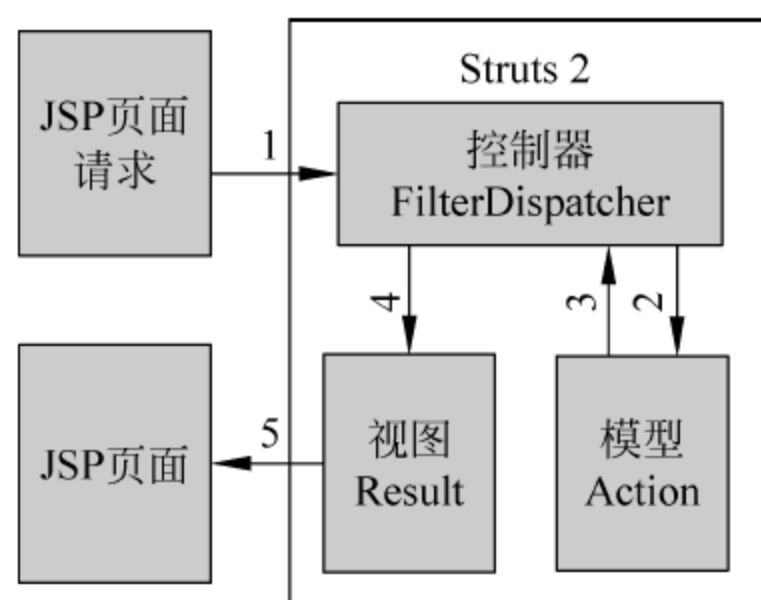 Struts 2
JSP页面
请求
1
控制器
FilterDispatcher
4
3
2
JSP页面
5
视图
Result
模型
Action